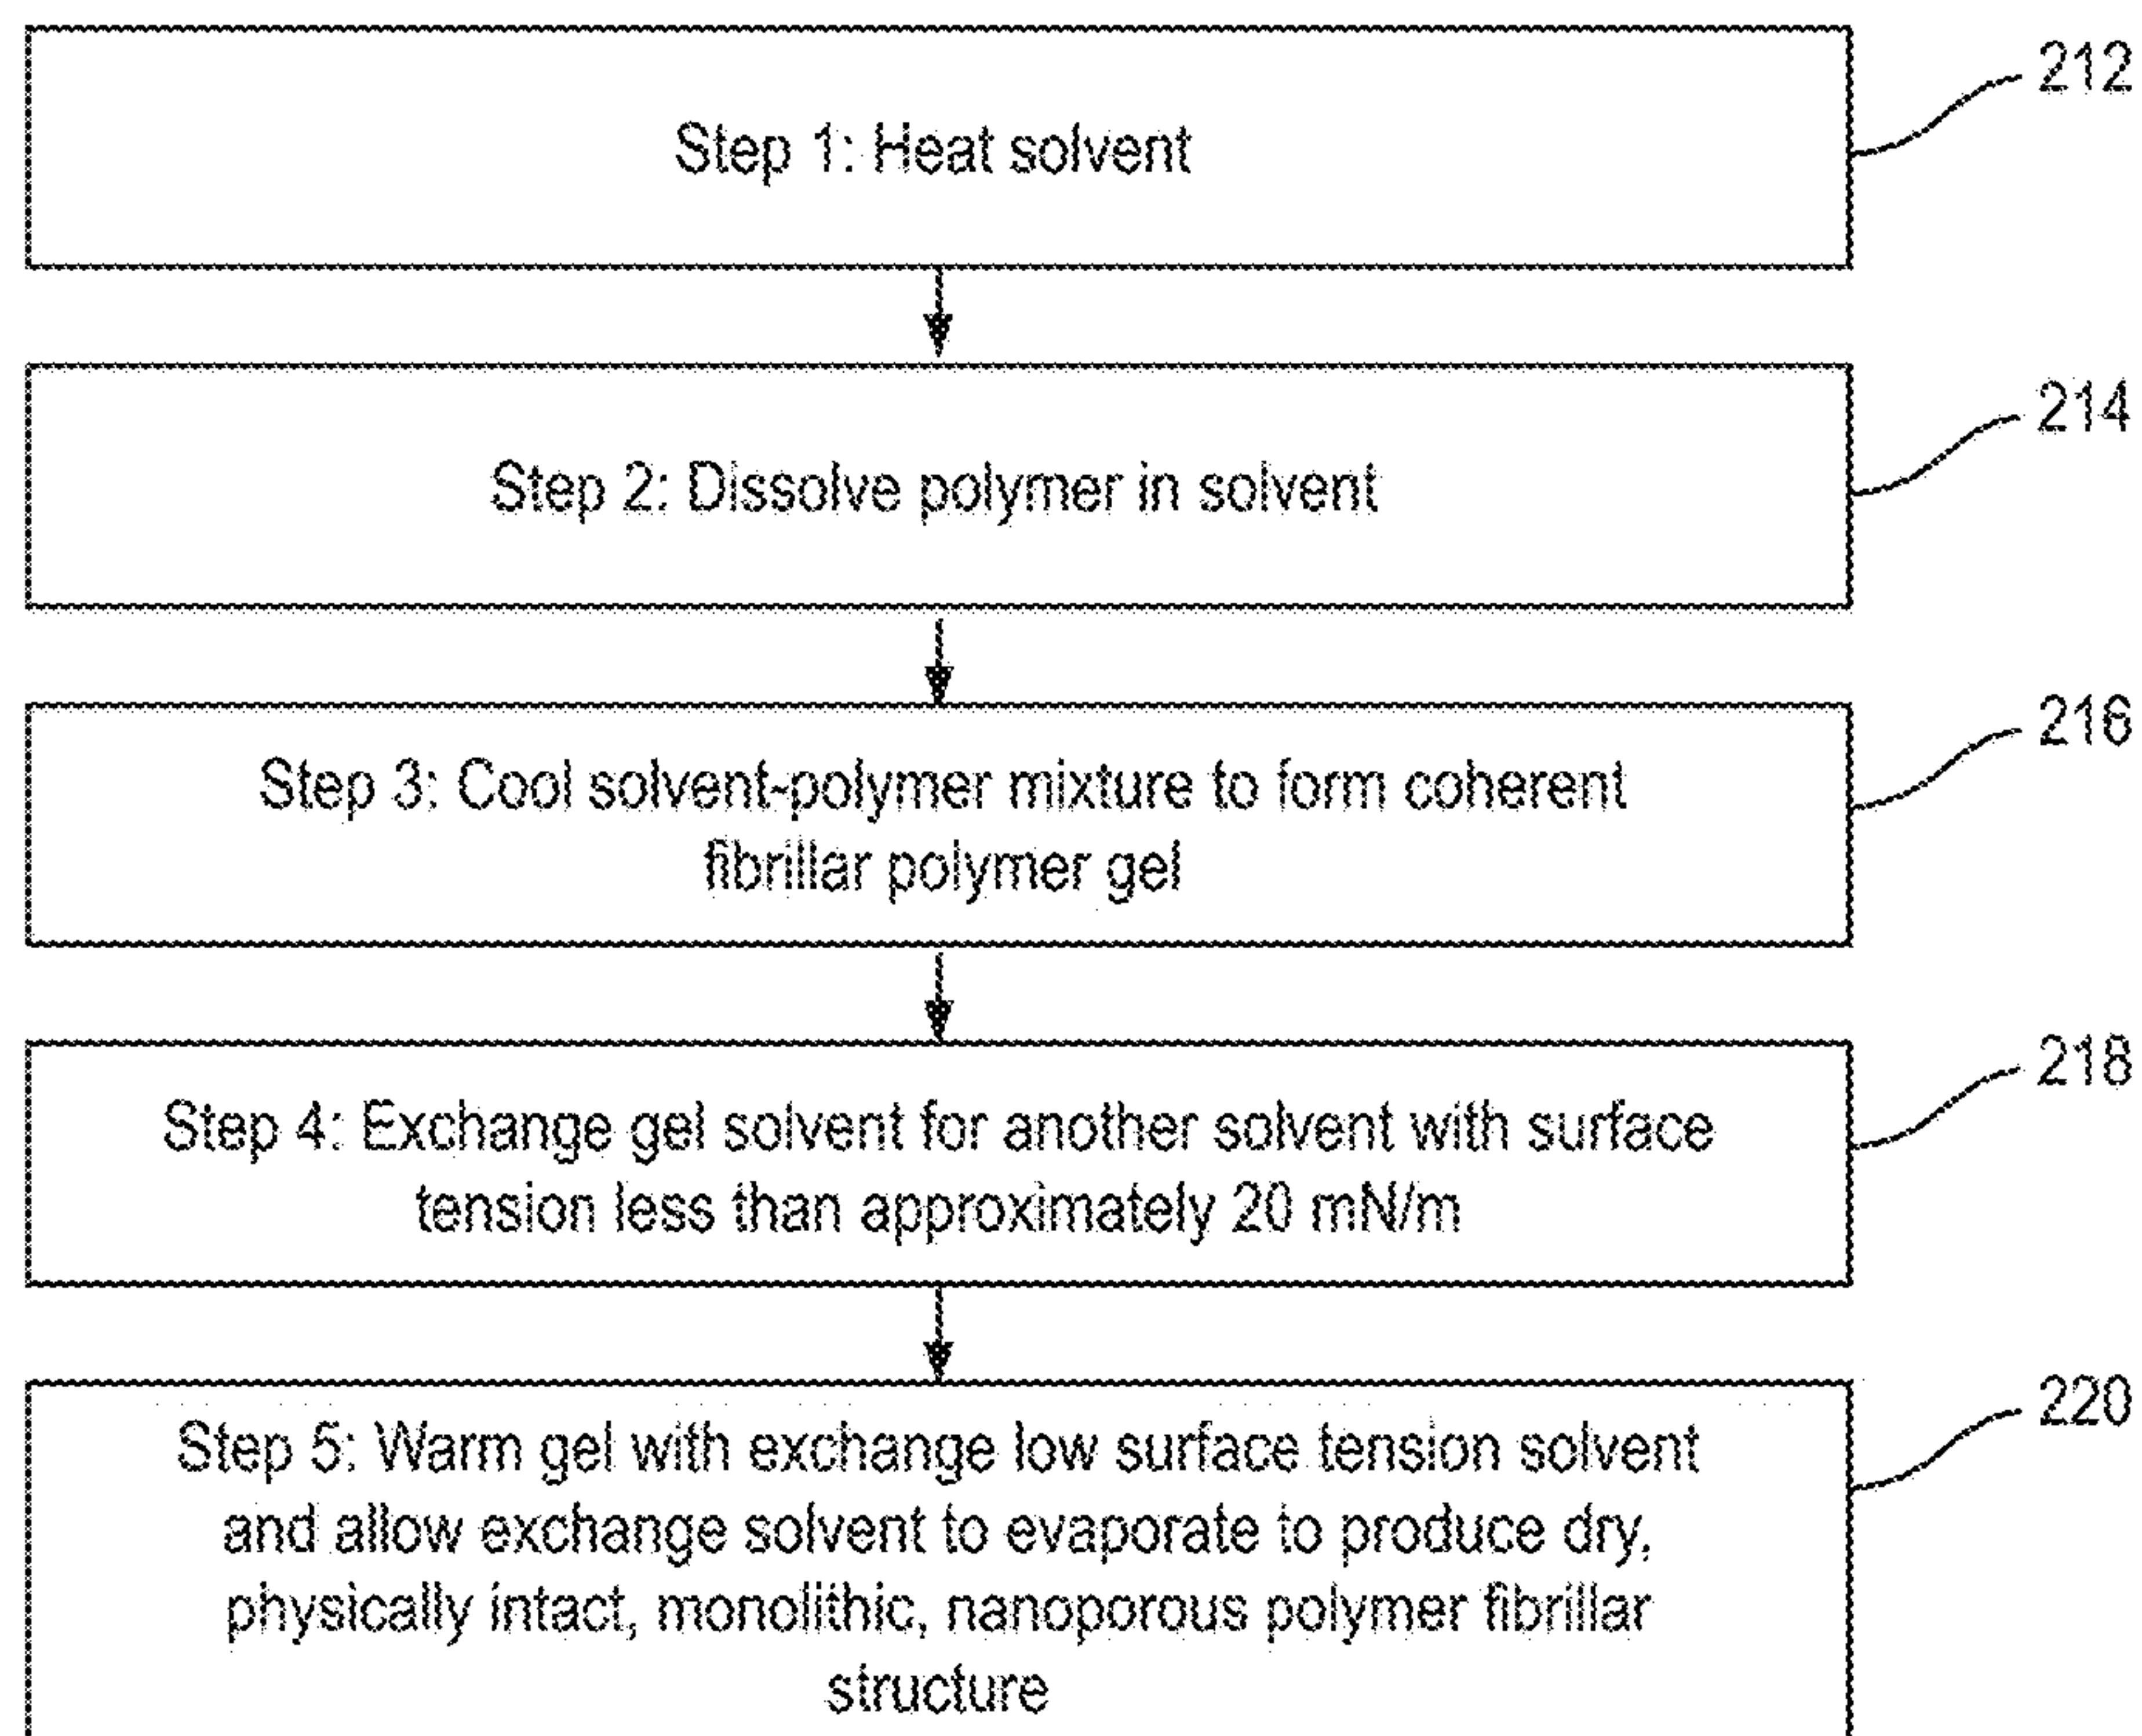 Step 1: Heat solvent
212
Step 2: Dissolve polymer in solvent
214
Step 3: Cool solvent-polymer mixture to form coherent
fibrillar polymer gel
216
Step 4: Exchange gel solvent for another solvent with surface
tension less than approximately 20 mN/m
218
Step 5: Warm gel with exchange low surface tension solvent
and allow exchange solvent to evaporate to produce dry,
physically intact, monolithic, nanoporous polymer fibrillar
structure
220